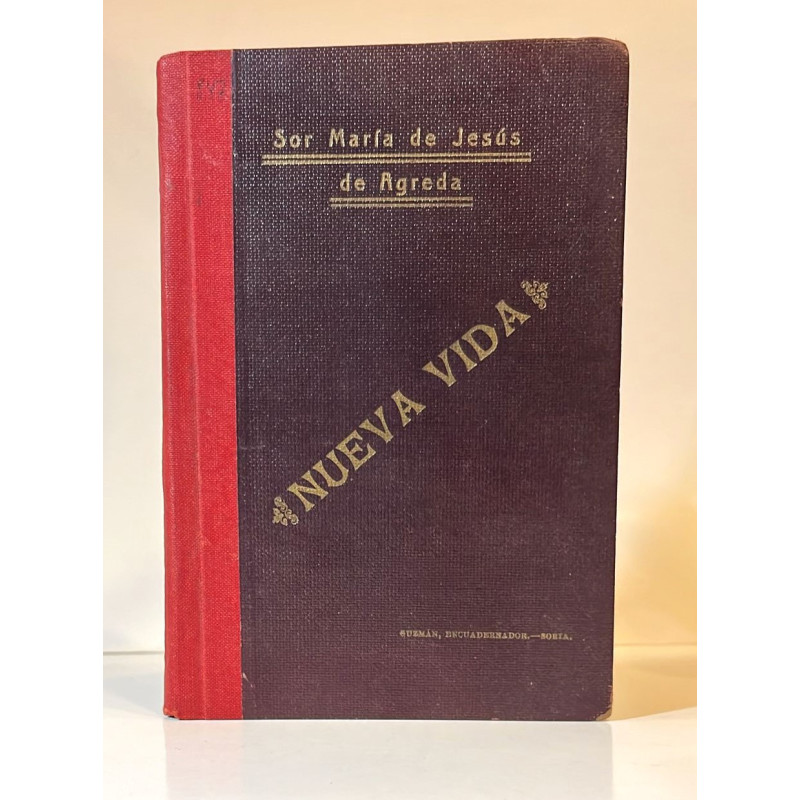 Sor María de Jesús
de Agreda
NUEVA VIDA
GUZMÁN, ENCUADERNADOR.—SORIA.